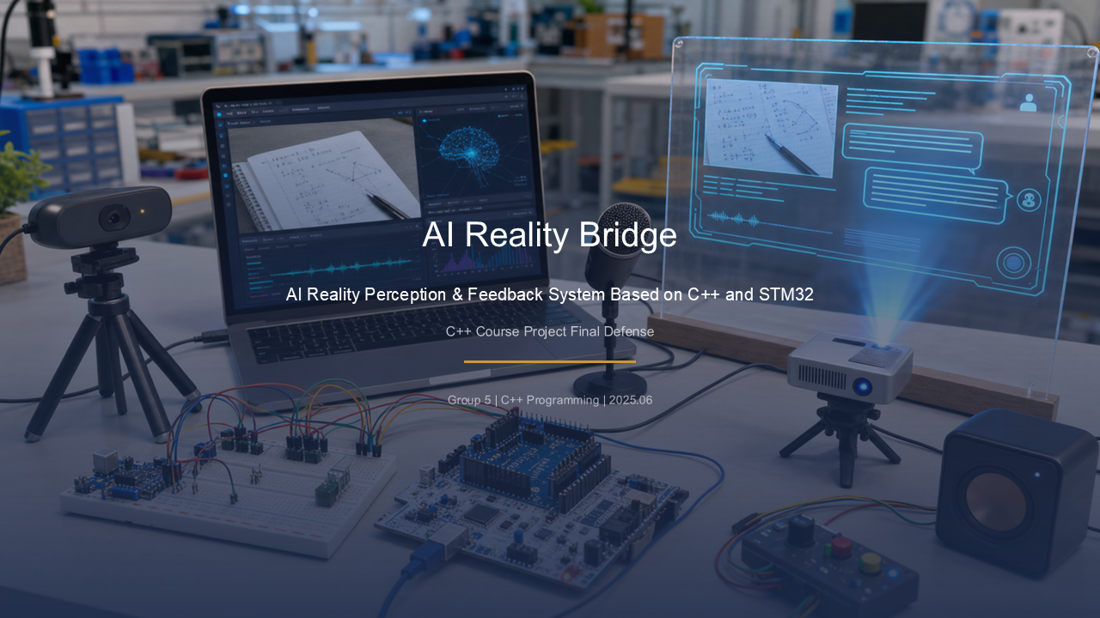 AI Reality Bridge
AI Reality Perception & Feedback System Based on C++ and STM32
C++ Course Project Final Defense
Group 5 | C++ Programming | 2025.06